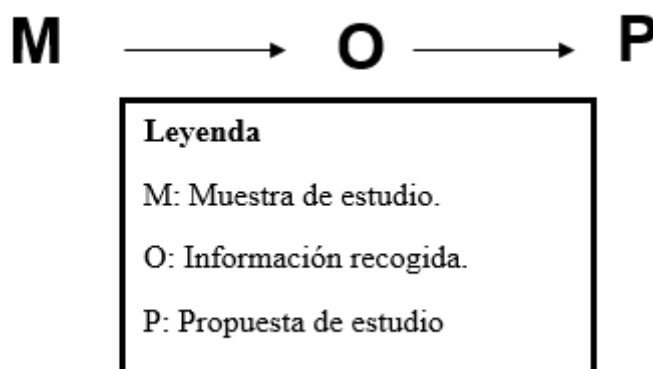 M O P
Leyenda
M: Muestra de estudio.
O: Información recogida.
P: Propuesta de estudio